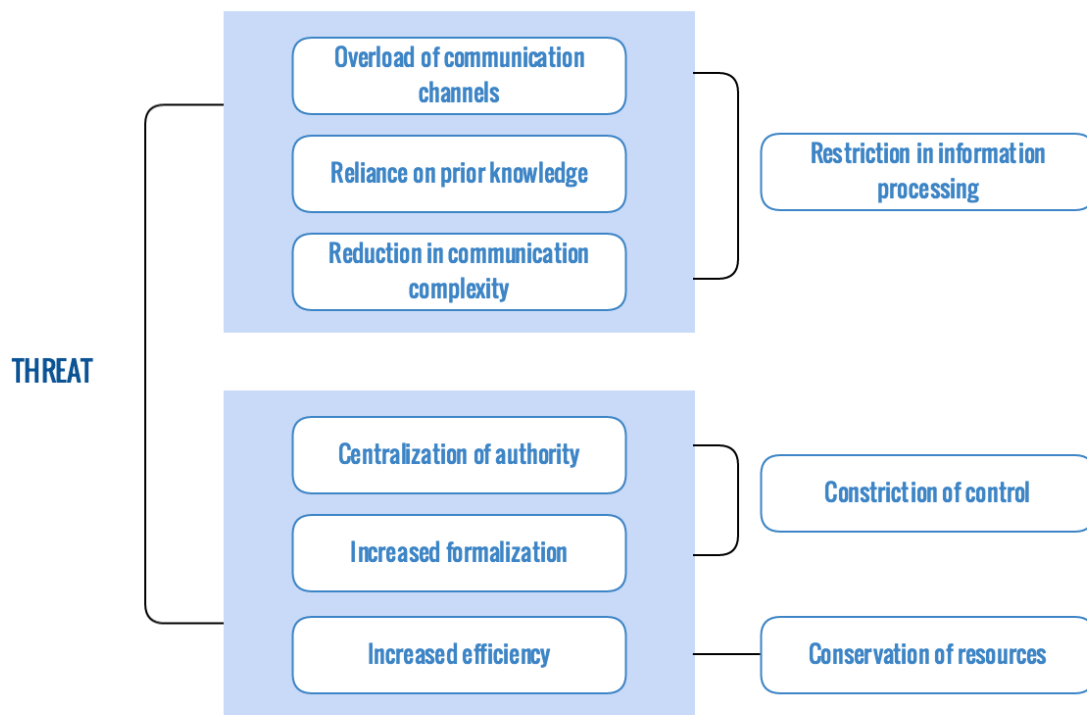 Overload of communication
channels
Reliance on prior knowledge
Reduction in communication
complexity
Restriction in information
processing
THREAT
Centralization of authority
Increased formalization
Increased efficiency
Constriction of control
Conservation of resources